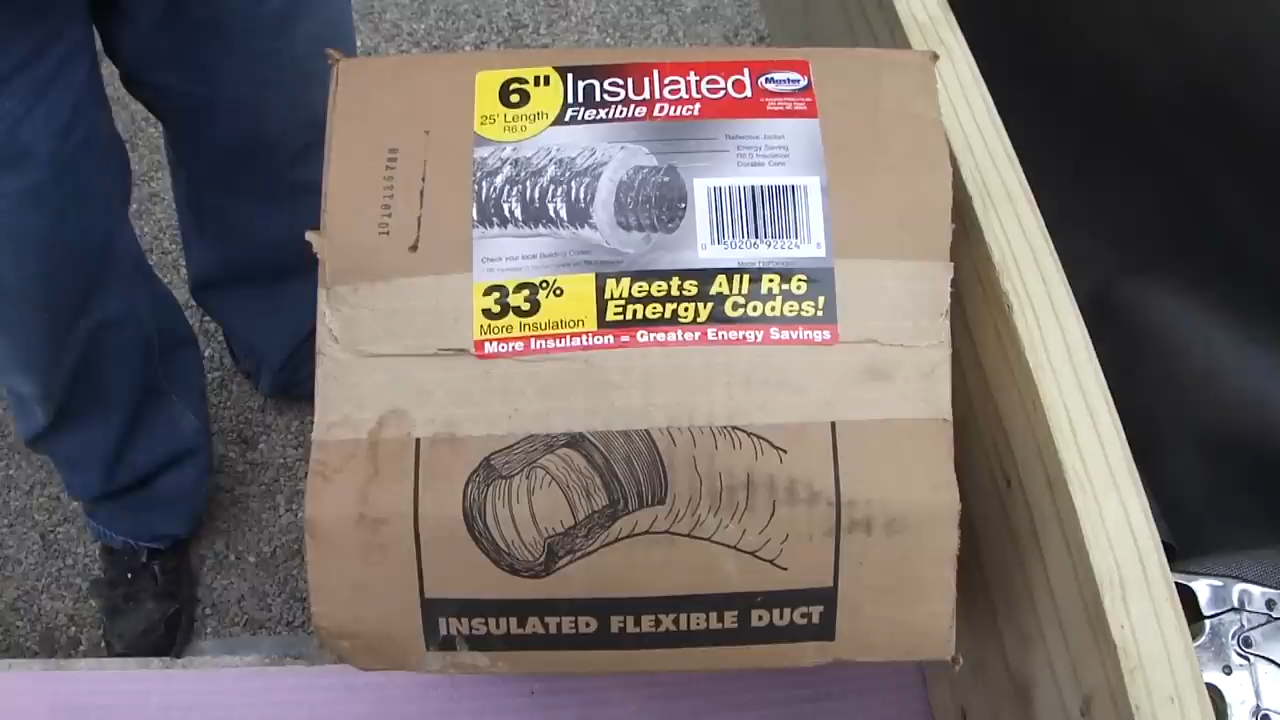 6"
25' Length
R6.0
Insulated
Flexible Duct
Master
Reflective Jacket
Energy Saving
R6.0 Insulation
Durable Core
0 50206 92224 8
Check your local Building Codes
33%
More Insulation*
Meets All R-6
Energy Codes!
More Insulation = Greater Energy Savings
INSULATED FLEXIBLE DUCT